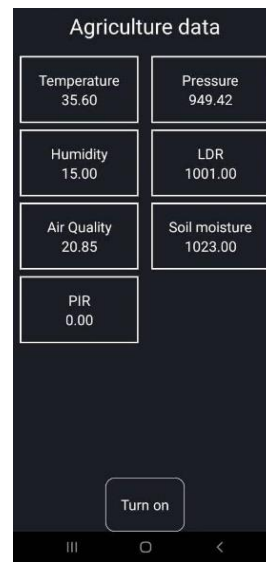 Agriculture data
Temperature
35.60
Pressure
949.42
Humidity
15.00
LDR
1001.00
Air Quality
20.85
Soil moisture
1023.00
PIR
0.00
Turn on